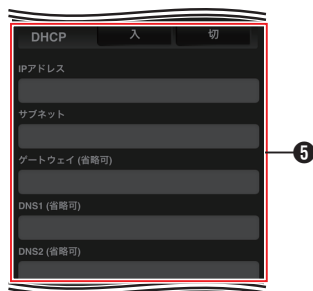 DHCP 入 切
IPアドレス
サブネット
ゲートウェイ (省略可)
❺
DNS1 (省略可)
DNS2 (省略可)